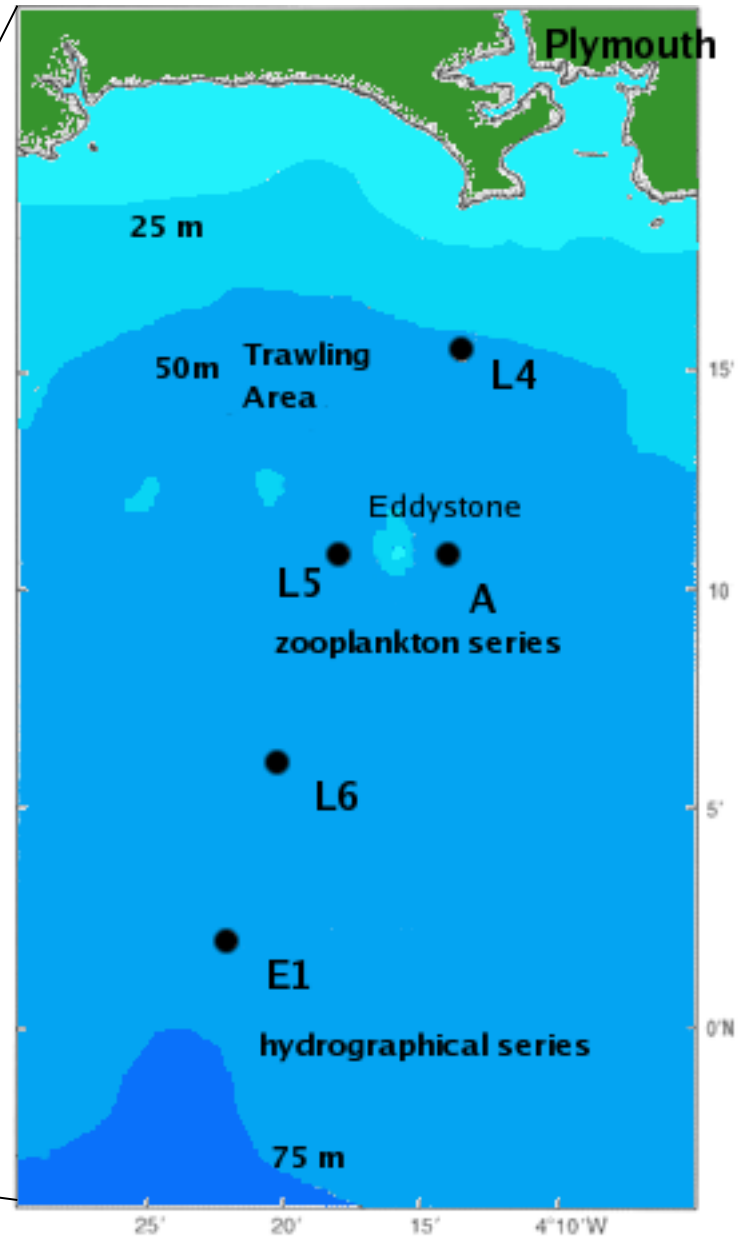 Plymouth
25 m
Trawling
50m
Area
L4
15'
Eddystone
L5
A
10
zooplankton series
L6
5'
E1
0'N
hydrographical series
75 m
25'
20'
15'
4°10'W